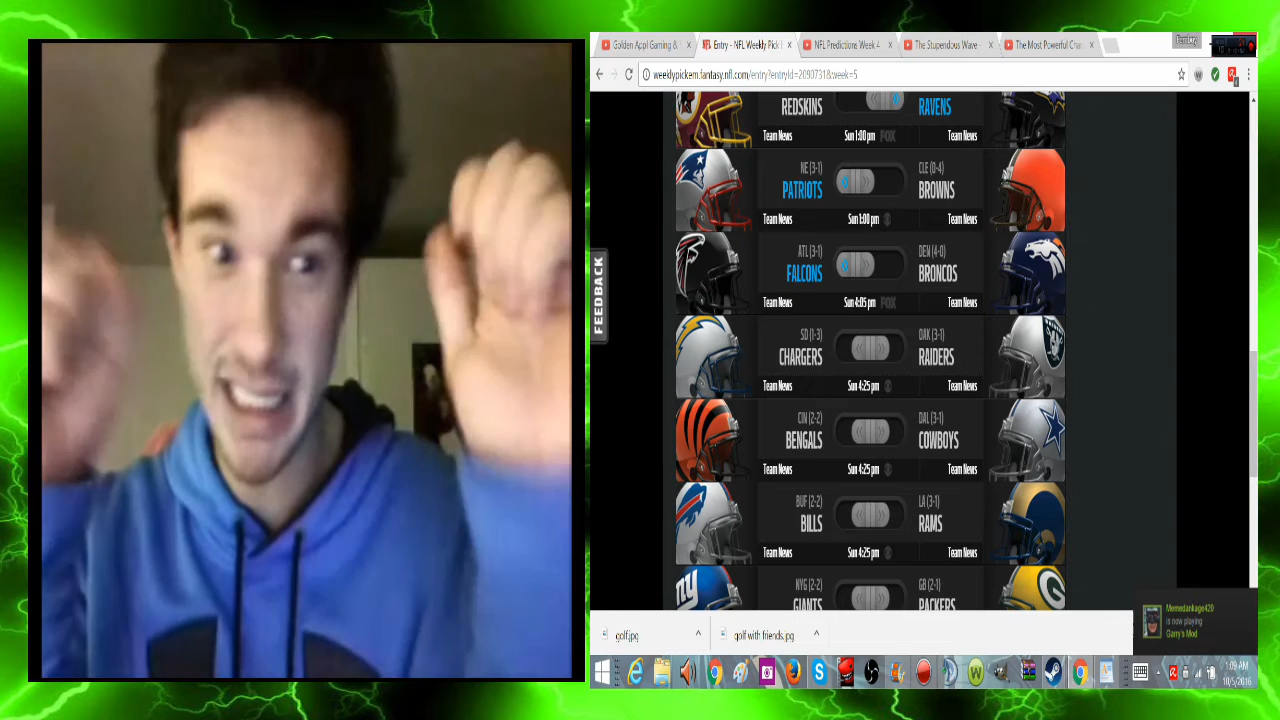 Golden Appl Gaming &
Entry - NFL Weekly Pick
NFL Predictions Week 4
The Stupendous Wave
The Most Powerful Cha
weeklypickem.fantasy.nfl.com/entry?entryId=2090731&week=5
REDSKINS RAVENS
Team News Sun 1:00 pm FOX Team News
NE (3-1) CLE (0-4)
PATRIOTS BROWNS
Team News Sun 1:00 pm Team News
ATL (3-1) DEN (4-0)
FALCONS BRONCOS
Team News Sun 4:05 pm FOX Team News
SD (1-3) OAK (3-1)
CHARGERS RAIDERS
Team News Sun 4:25 pm Team News
CIN (2-2) DAL (3-1)
BENGALS COWBOYS
Team News Sun 4:25 pm Team News
BUF (2-2) LA (3-1)
BILLS RAMS
Team News Sun 4:25 pm Team News
NYG (2-2) GB (2-1)
GIANTS PACKERS
FEEDBACK
ny
G
Memedankage420
is now playing
Garry's Mod
golf.jpg
golf with friends.jpg
1:09 AM
10/5/2016